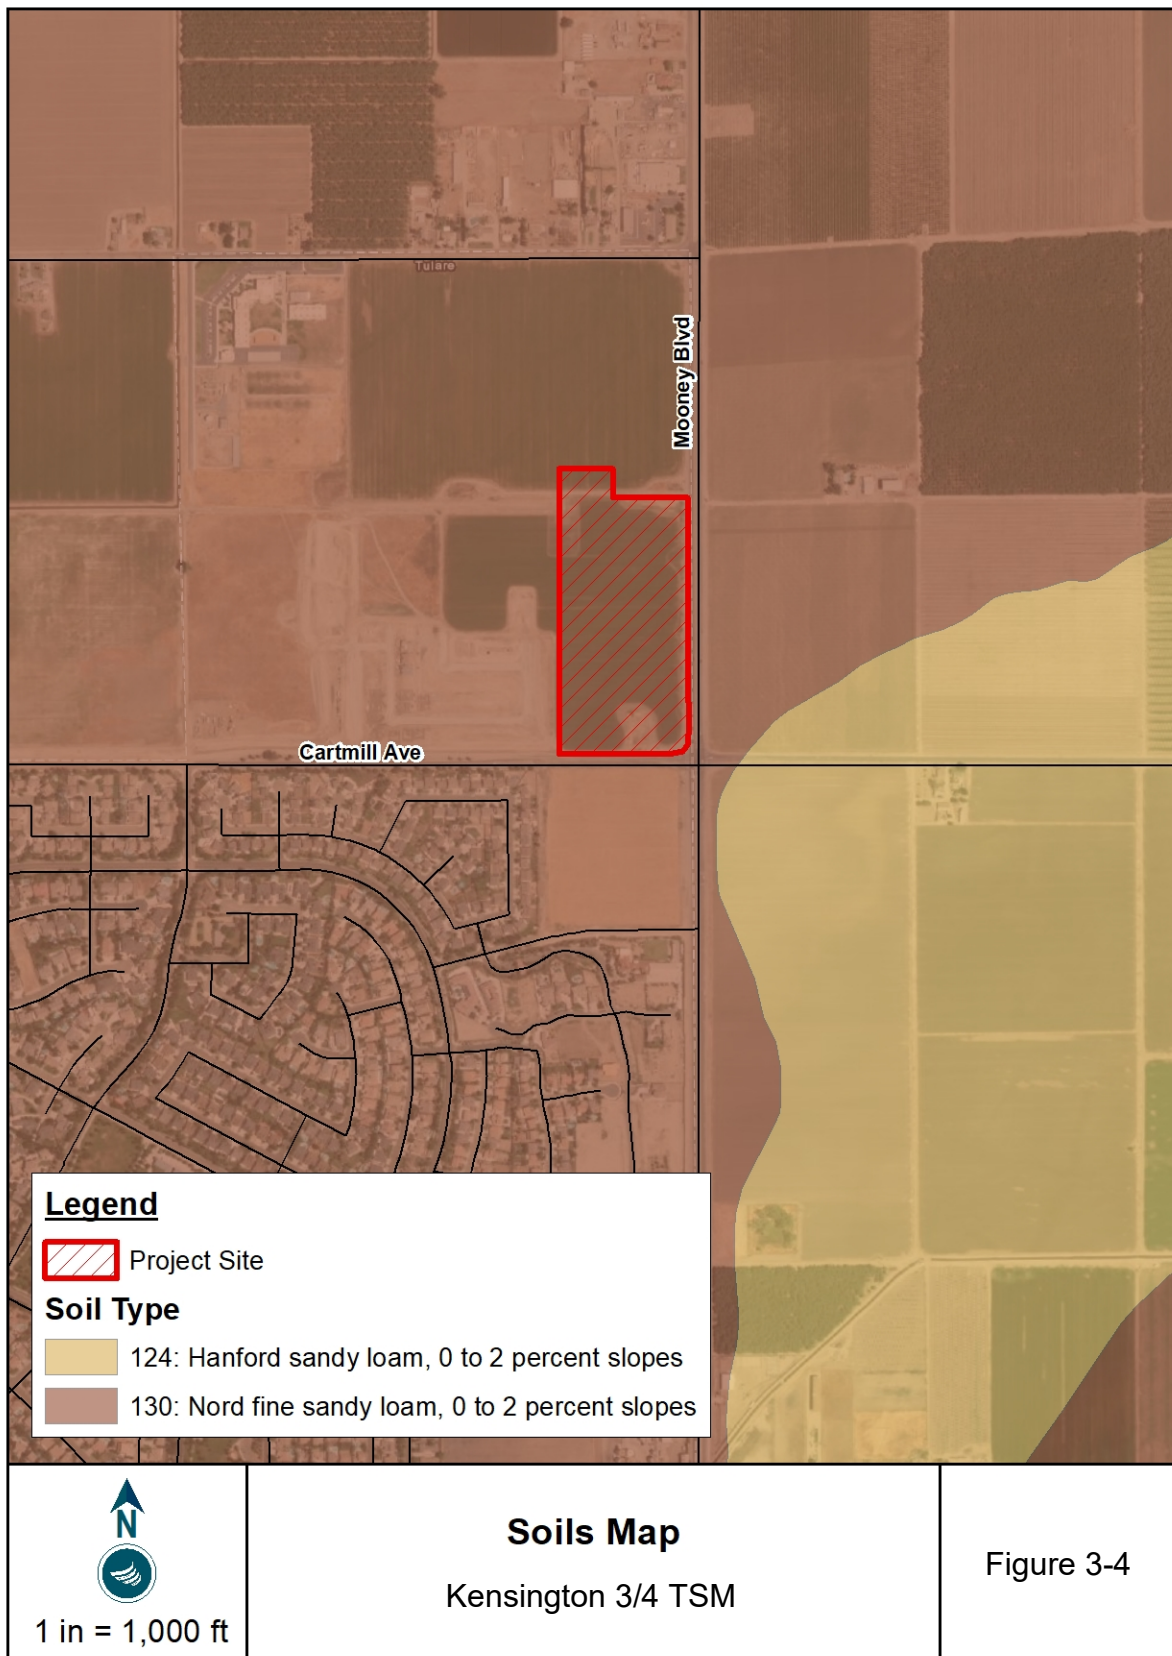 Tulare
Mooney Blvd
Cartmill Ave
Legend
Project Site
Soil Type
124: Hanford sandy loam, 0 to 2 percent slopes
130: Nord fine sandy loam, 0 to 2 percent slopes
N
1 in = 1,000 ft
Soils Map
Kensington 3/4 TSM
Figure 3-4